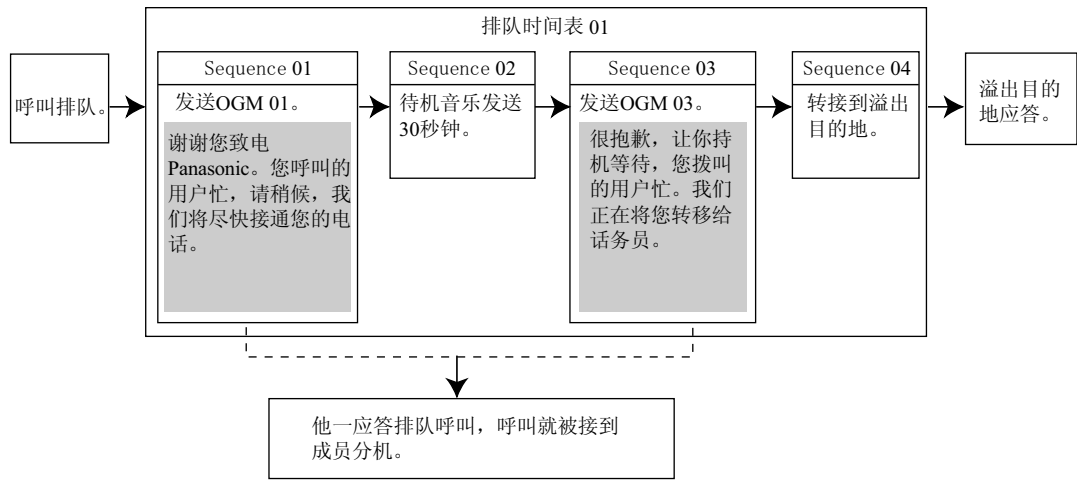 排队时间表 01
呼叫排队。
Sequence 01
发送OGM 01。
谢谢您致电
Panasonic。您呼叫的
用户忙，请稍候，我
们将尽快接通您的电
话。
Sequence 02
待机音乐发送
30秒钟。
Sequence 03
发送OGM 03。
很抱歉，让你持
机等待，您拨叫
的用户忙。我们
正在将您转移给
话务员。
Sequence 04
转接到溢出
目的地。
溢出目的
地应答。
他一应答排队呼叫，呼叫就被接到
成员分机。